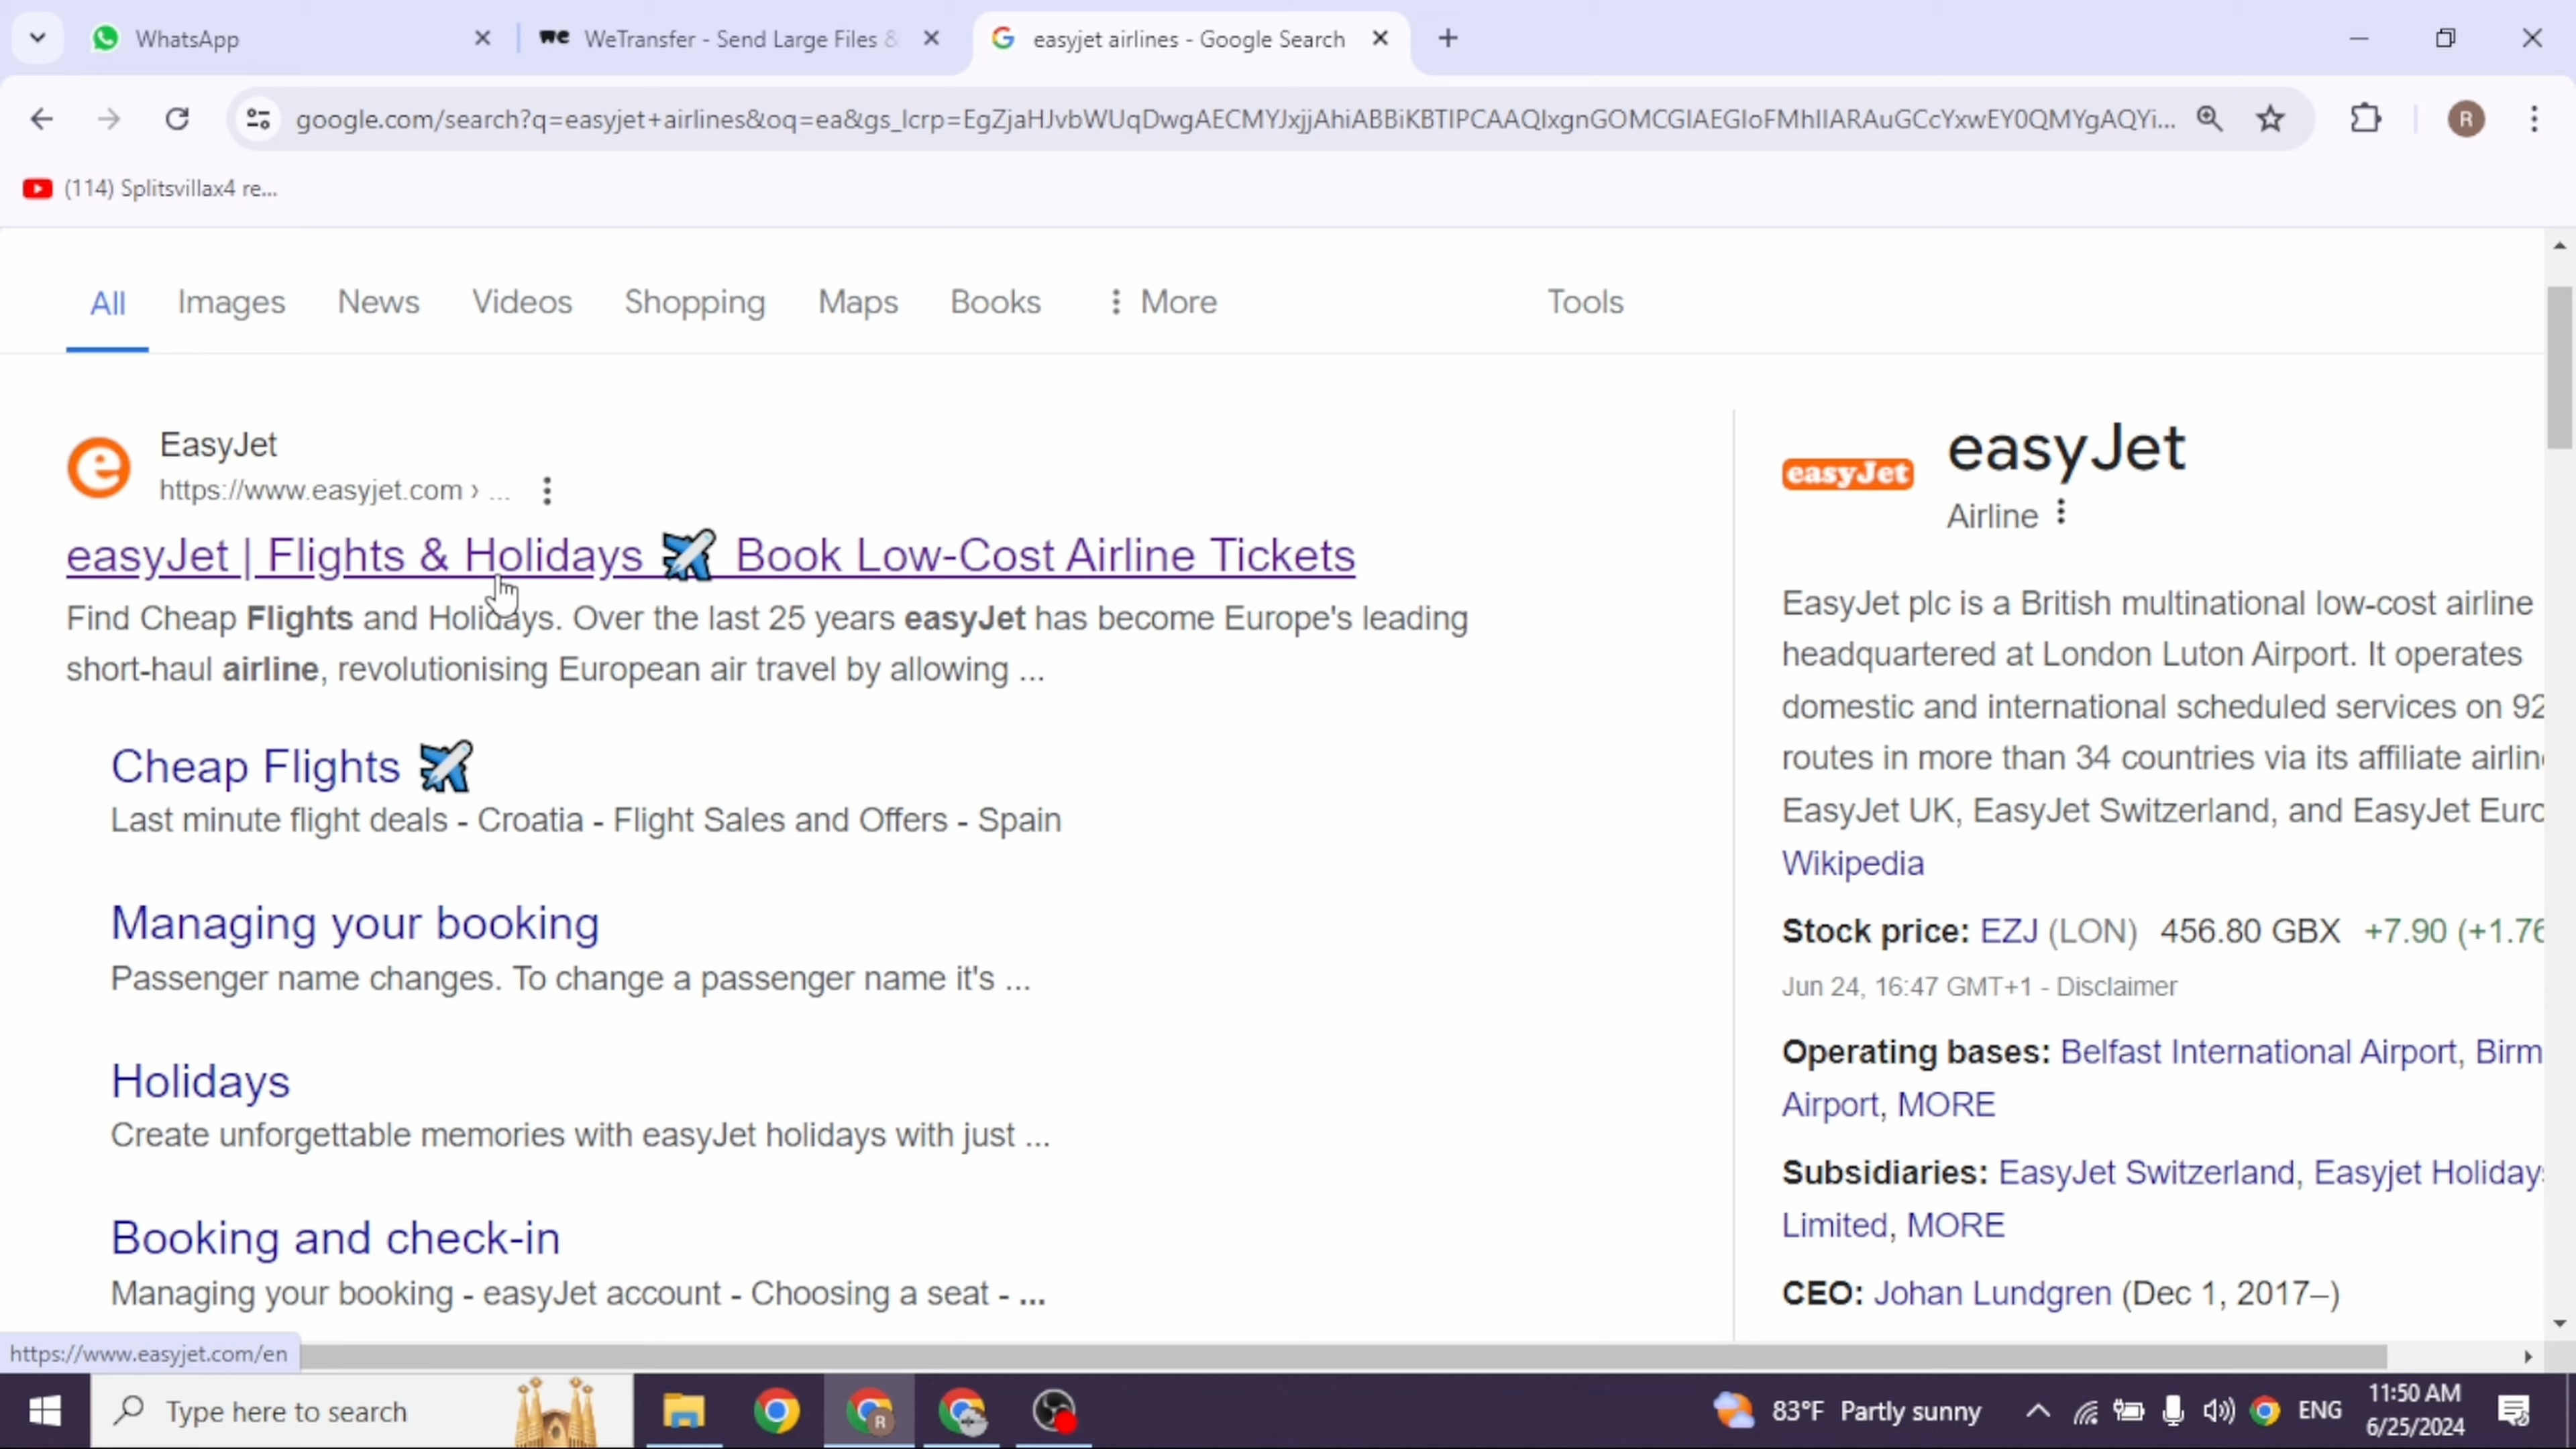 WhatsApp
WeTransfer - Send Large Files &
easyjet airlines - Google Search
google.com/search?q=easyjet+airlines&oq=ea&gs_lcrp=
(114) Splitsvillax4 re...
R
All Images News Videos Shopping Maps Books More Tools
EasyJet
https://www.easyjet.com › ...
easyJet | Flights & Holidays ✈️ Book Low-Cost Airline Tickets
Find Cheap Flights and Holidays. Over the last 25 years easyJet has become Europe's leading
short-haul airline, revolutionising European air travel by allowing ...
Cheap Flights ✈️
Last minute flight deals - Croatia - Flight Sales and Offers - Spain
Managing your booking
Passenger name changes. To change a passenger name it's ...
Holidays
Create unforgettable memories with easyJet holidays with just ...
Booking and check-in
Managing your booking - easyJet account - Choosing a seat - ...
easyJet
easyJet
Airline
EasyJet plc is a British multinational low-cost airline
headquartered at London Luton Airport. It operates
domestic and international scheduled services on 92
routes in more than 34 countries via its affiliate airlin
EasyJet UK, EasyJet Switzerland, and EasyJet Euro
Wikipedia
Stock price: EZJ (LON) 456.80 GBX +7.90 (+1.76
Jun 24, 16:47 GMT+1 - Disclaimer
Operating bases: Belfast International Airport, Birm
Airport, MORE
Subsidiaries: EasyJet Switzerland, Easyjet Holiday
Limited, MORE
CEO: Johan Lundgren (Dec 1, 2017–)
https://www.easyjet.com/en
Type here to search
R
83°F Partly sunny
ENG
11:50 AM
6/25/2024